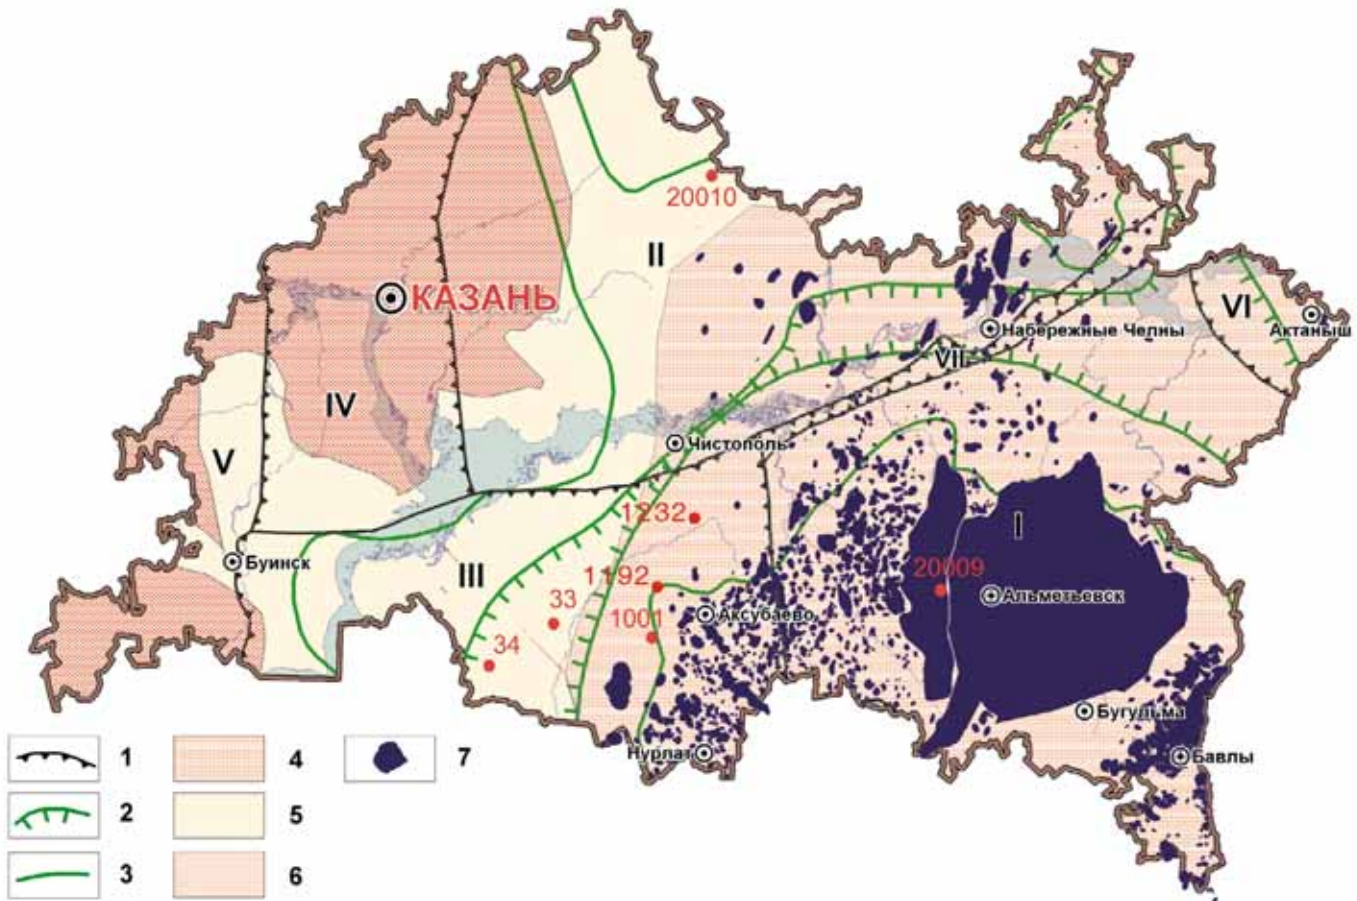 20010
II
КАЗАНЬ
VI
Актаныш
Набережные Челны
VII
IV
Чистополь
V
1232
I
Буинск
III
1192
20009
Альметьевск
33
1001
Аксубаево
34
Бугульма
Нурлат
Бавлы
1
4
7
2
5
3
6